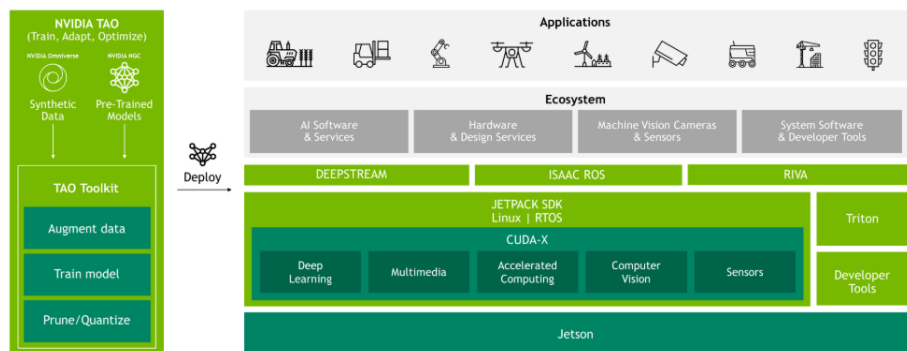 NVIDIA TAO
(Train, Adapt, Optimize)
NVIDIA Omniverse
NVIDIA NGC
Synthetic
Data
Pre-Trained
Models
TAO Toolkit
Augment data
Train model
Prune/Quantize
Deploy
Applications
Ecosystem
AI Software
& Services
Hardware
& Design Services
Machine Vision Cameras
& Sensors
System Software
& Developer Tools
DEEPSTREAM
ISAAC ROS
RIVA
JETPACK SDK
Linux | RTOS
CUDA-X
Deep
Learning
Multimedia
Accelerated
Computing
Computer
Vision
Sensors
Triton
Developer
Tools
Jetson